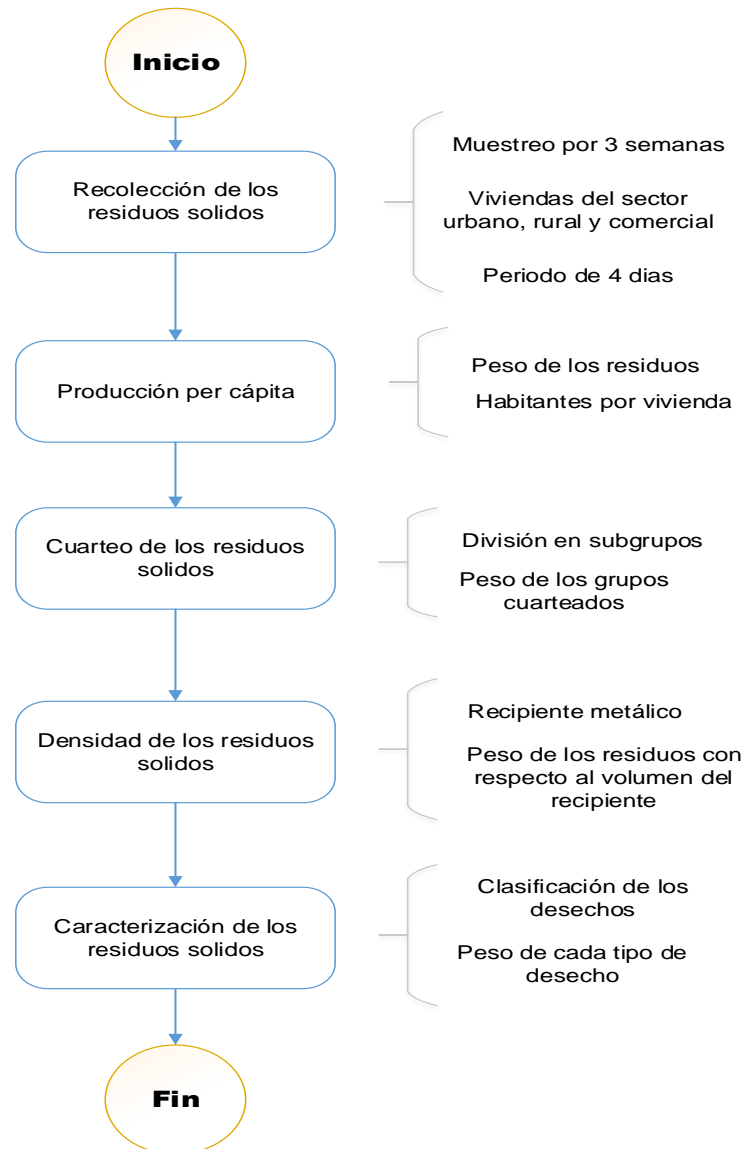 Inicio
Recolección de los
residuos solidos
Muestreo por 3 semanas
Viviendas del sector
urbano, rural y comercial
Periodo de 4 dias
Producción per cápita
Peso de los residuos
Habitantes por vivienda
Cuarteo de los residuos
solidos
División en subgrupos
Peso de los grupos
cuarteados
Densidad de los residuos
solidos
Recipiente metálico
Peso de los residuos con
respecto al volumen del
recipiente
Caracterización de los
residuos solidos
Clasificación de los
desechos
Peso de cada tipo de
desecho
Fin